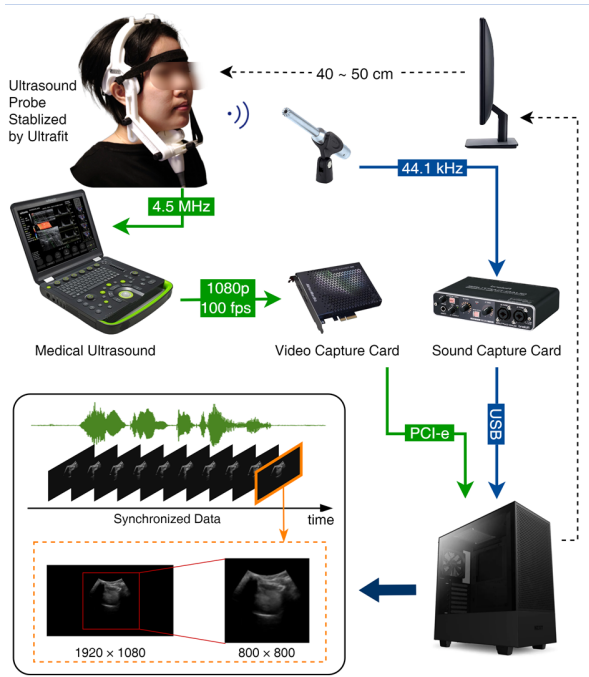 Ultrasound
Probe
Stablized
by Ultrafit
40 ~ 50 cm
44.1 kHz
4.5 MHz
1080p
100 fps
Medical Ultrasound
Video Capture Card
Sound Capture Card
PCI-e
USB
Synchronized Data
time
1920 × 1080
800 × 800